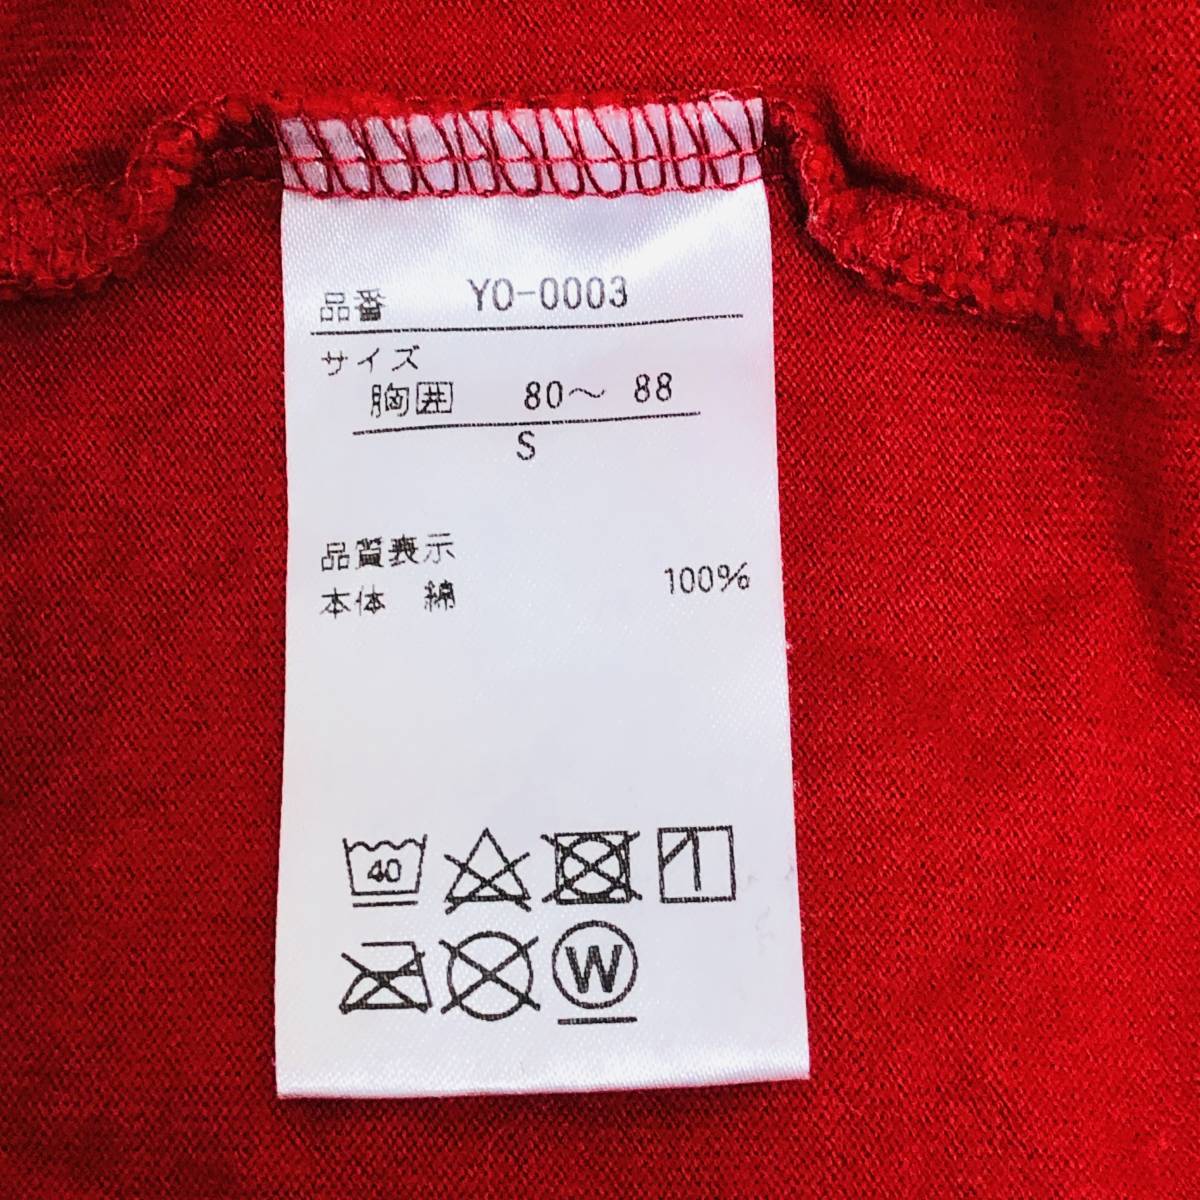 品番 YO-0003
サイズ
胸囲 80～ 88
S
品質表示
本体 綿 100%
40
W